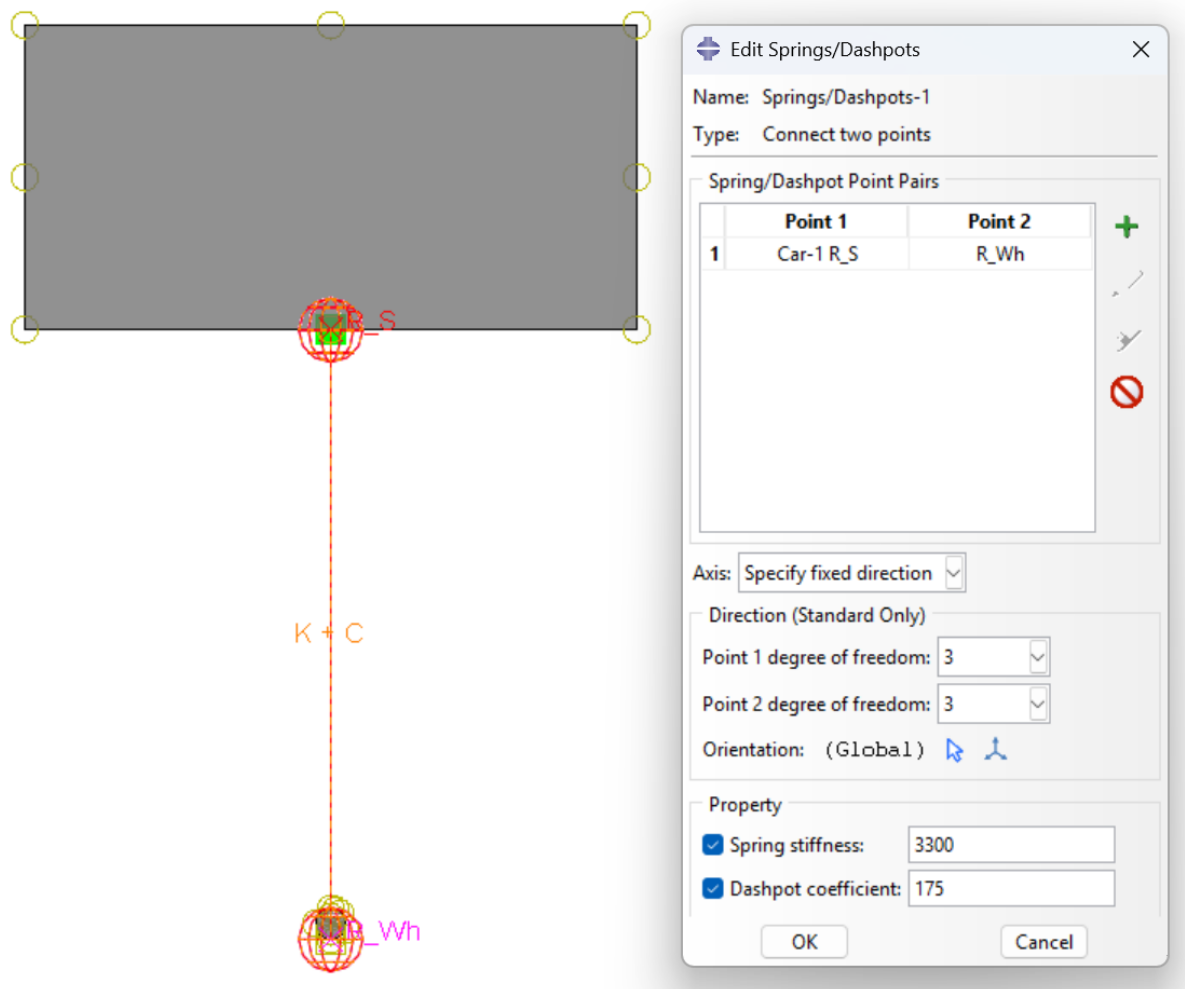 R_S
K + C
R_Wh
Edit Springs/Dashpots
Name: Springs/Dashpots-1
Type: Connect two points
Spring/Dashpot Point Pairs
Point 1 Point 2
1 Car-1 R_S R_Wh
Axis: Specify fixed direction
Direction (Standard Only)
Point 1 degree of freedom: 3
Point 2 degree of freedom: 3
Orientation: (Global)
Property
Spring stiffness: 3300
Dashpot coefficient: 175
OK Cancel